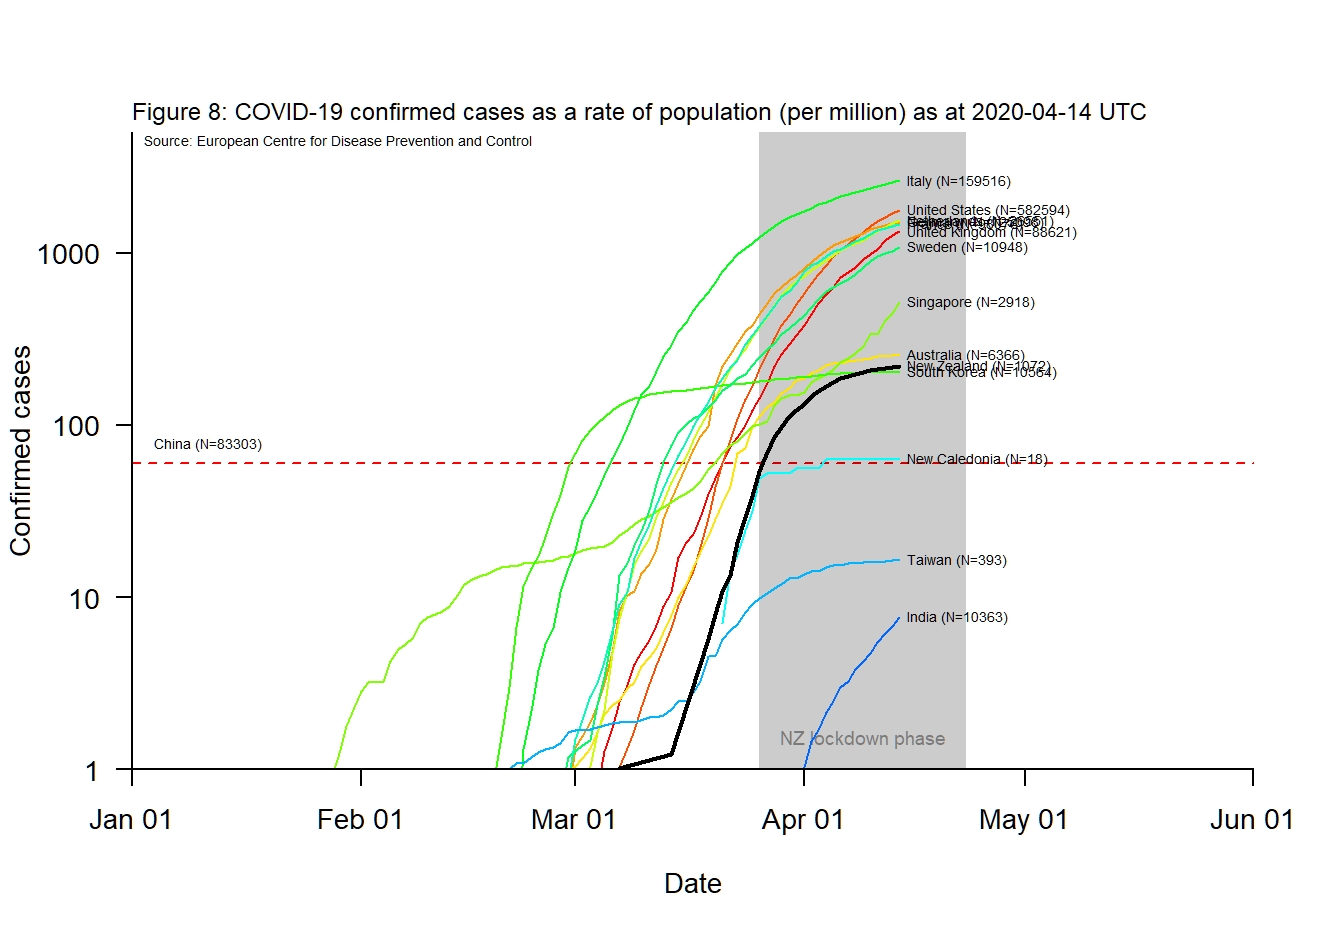 Figure 8: COVID-19 confirmed cases as a rate of population (per million) as at 2020-04-14 UTC
Source: European Centre for Disease Prevention and Control
Italy (N=159516)
United States (N=582594)
United Kingdom (N=88621)
Sweden (N=10948)
Singapore (N=2918)
Australia (N=6366)
New Zealand (N=1072)
South Korea (N=10564)
China (N=83303)
New Caledonia (N=18)
Taiwan (N=393)
India (N=10363)
NZ lockdown phase
Confirmed cases
1000
100
10
1
Jan 01
Feb 01
Mar 01
Apr 01
May 01
Jun 01
Date